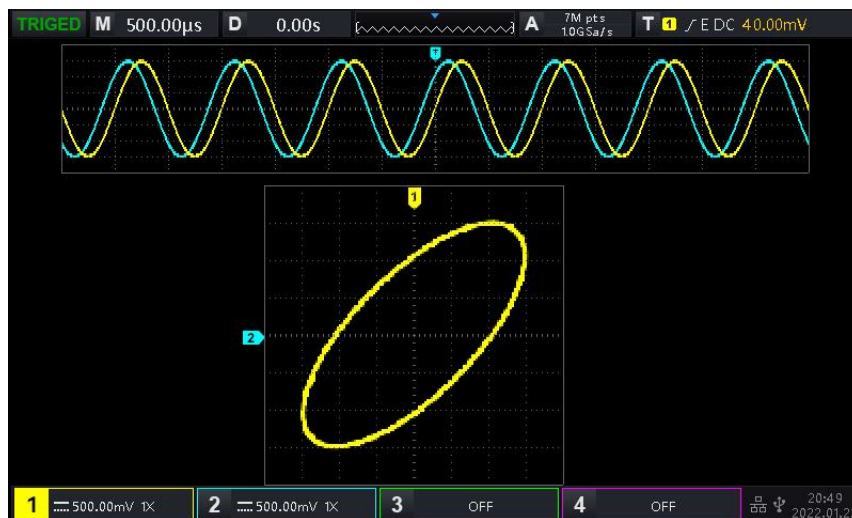 TRIGED M 500.00μs D 0.00s A 7M pts 1.0GSa/s T 1 E DC 40.00mV
T
1
2
1 500.00mV 1X 2 500.00mV 1X 3 OFF 4 OFF 20:49